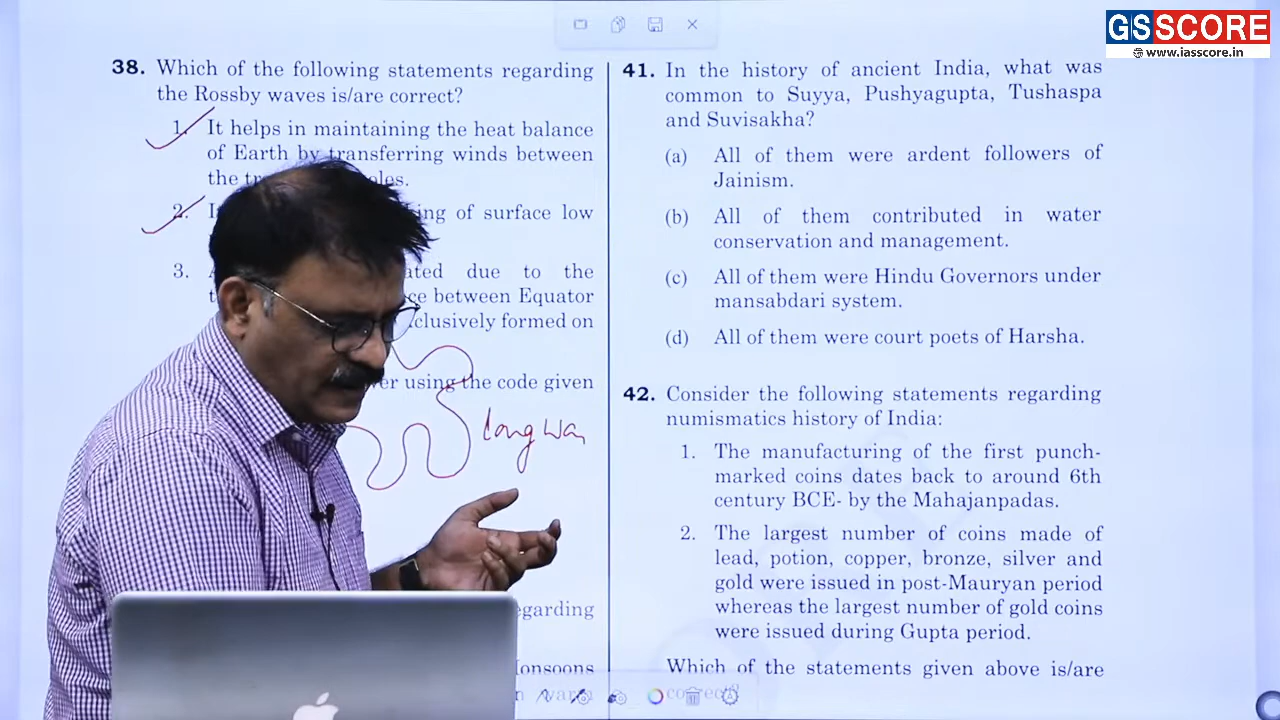 GSSCORE
www.iasscore.in
38. Which of the following statements regarding
the Rossby waves is/are correct?
1. It helps in maintaining the heat balance
of Earth by transferring winds between
the
2. of surface low
3. due to the
between Equator
exclusively formed on
using the code given
long
regarding
Monsoons
41. In the history of ancient India, what was
common to Suyya, Pushyagupta, Tushaspa
and Suvisakha?
(a) All of them were ardent followers of
Jainism.
(b) All of them contributed in water
conservation and management.
(c) All of them were Hindu Governors under
mansabdari system.
(d) All of them were court poets of Harsha.
42. Consider the following statements regarding
numismatics history of India:
1. The manufacturing of the first punch-
marked coins dates back to around 6th
century BCE- by the Mahajanpadas.
2. The largest number of coins made of
lead, potion, copper, bronze, silver and
gold were issued in post-Mauryan period
whereas the largest number of gold coins
were issued during Gupta period.
Which of the statements given above is/are
correct?